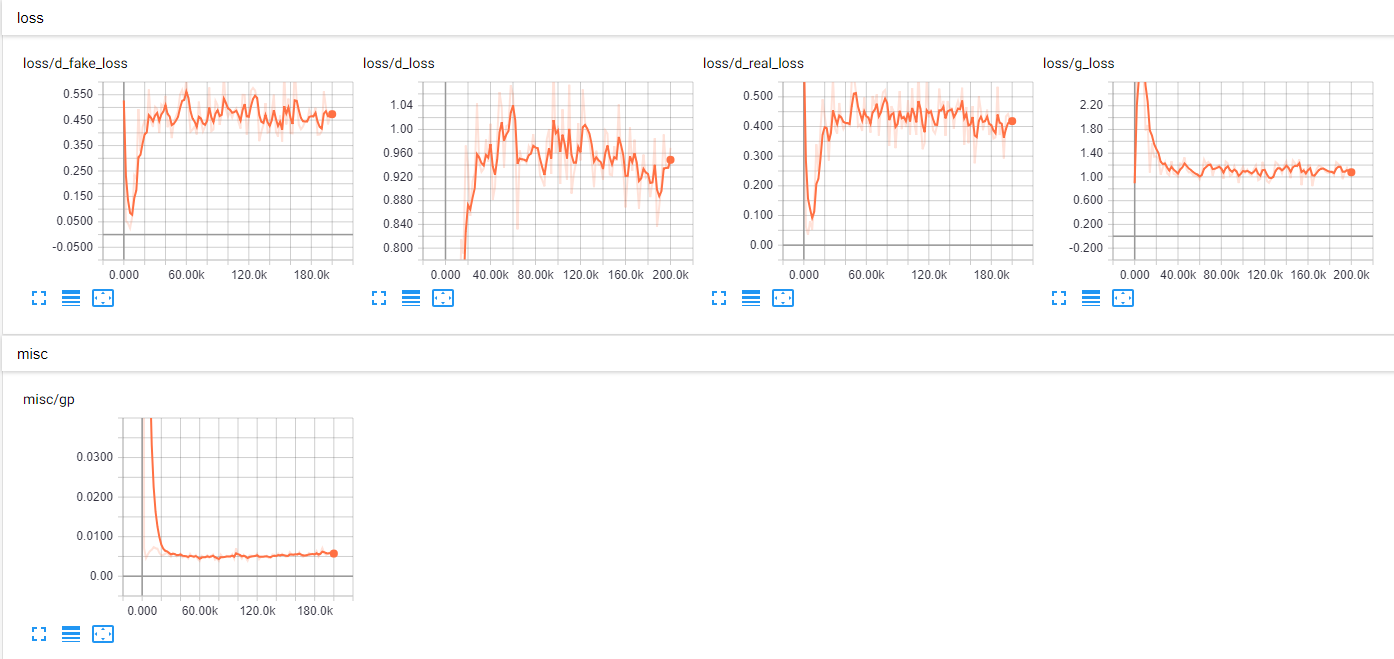 loss
loss/d_fake_loss
0.550
0.450
0.350
0.250
0.150
0.0500
-0.0500
0.000 60.00k 120.0k 180.0k
loss/d_loss
1.04
1.00
0.960
0.920
0.880
0.840
0.800
0.000 40.00k 80.00k 120.0k 160.0k 200.0k
loss/d_real_loss
0.500
0.400
0.300
0.200
0.100
0.00
0.000 60.00k 120.0k 180.0k
loss/g_loss
2.20
1.80
1.40
1.00
0.600
0.200
-0.200
0.000 40.00k 80.00k 120.0k 160.0k 200.0k
misc
misc/gp
0.0300
0.0200
0.0100
0.00
0.000 60.00k 120.0k 180.0k